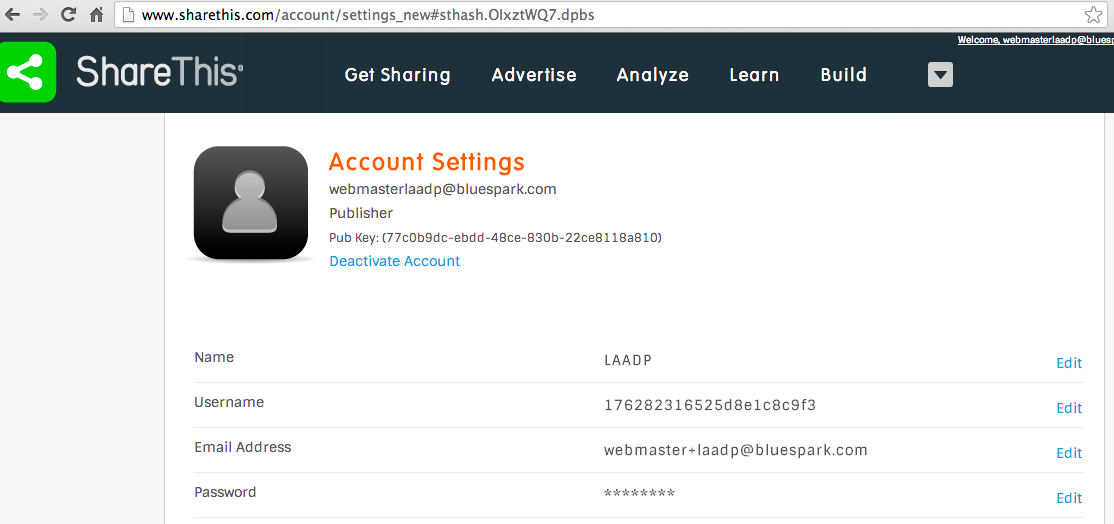 www.sharethis.com/account/settings_new#sthash.OIxztWQ7.dpbs
Welcome, webmasterlaadp@bluesp
ShareThis®
Get Sharing Advertise Analyze Learn Build
Account Settings
webmasterlaadp@bluespark.com
Publisher
Pub Key: (77c0b9dc-ebdd-48ce-830b-22ce8118a810)
Deactivate Account
Name LAADP Edit
Username 176282316525d8e1c8c9f3 Edit
Email Address webmaster+laadp@bluespark.com Edit
Password ******** Edit